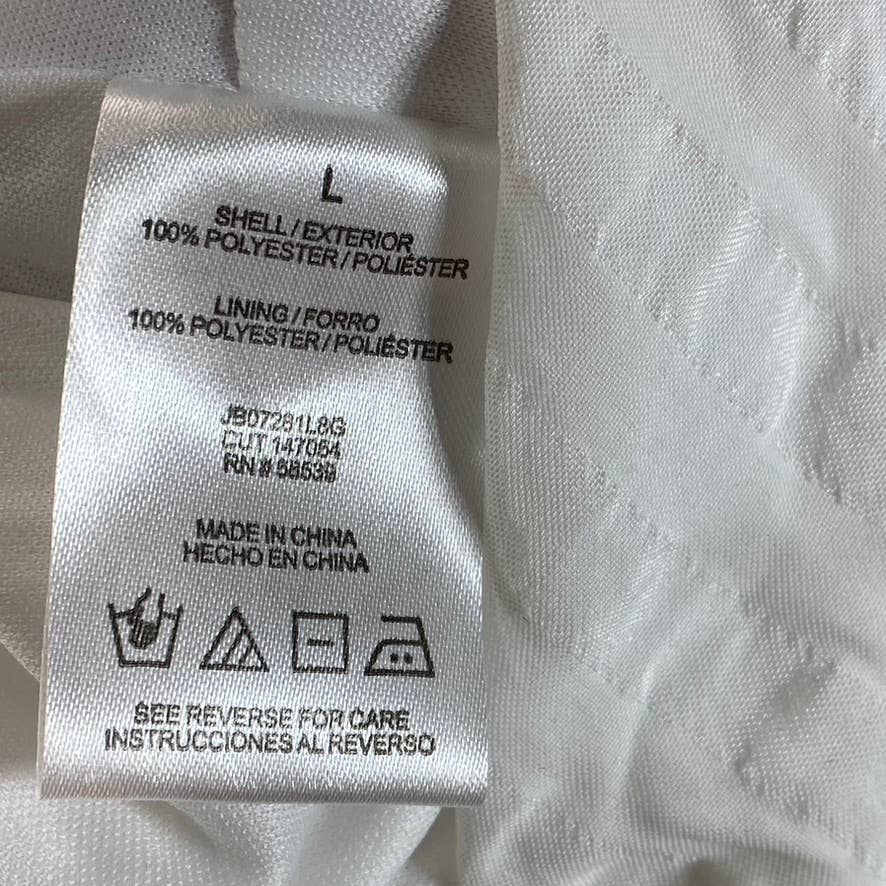 L
SHELL/EXTERIOR
100% POLYESTER/POLIÉSTER
LINING/FORRO
100% POLYESTER/POLIÉSTER
JB07281L8G
CUT 147054
RN # 58539
MADE IN CHINA
HECHO EN CHINA
SEE REVERSE FOR CARE
INSTRUCCIONES AL REVERSO